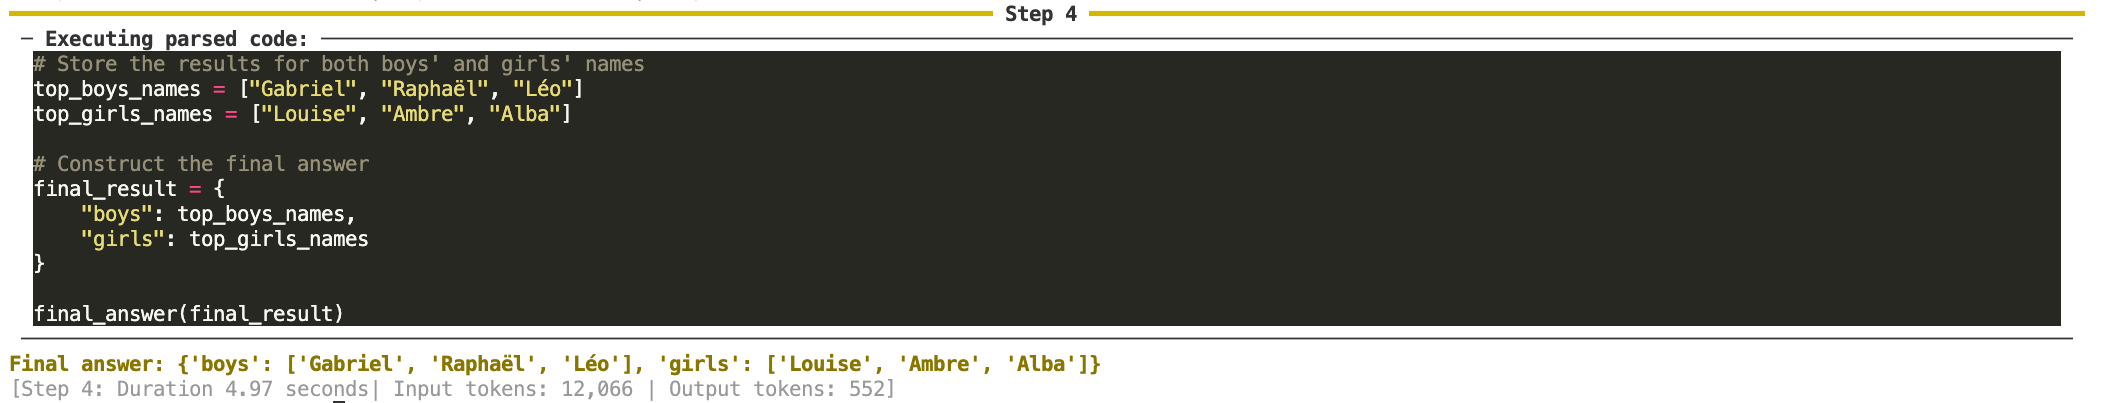 Step 4
Executing parsed code:
# Store the results for both boys' and girls' names
top_boys_names = ["Gabriel", "Raphaël", "Léo"]
top_girls_names = ["Louise", "Ambre", "Alba"]
# Construct the final answer
final_result = {
    "boys": top_boys_names,
    "girls": top_girls_names
}
final_answer(final_result)
Final answer: {'boys': ['Gabriel', 'Raphaël', 'Léo'], 'girls': ['Louise', 'Ambre', 'Alba']}
[Step 4: Duration 4.97 seconds| Input tokens: 12,066 | Output tokens: 552]